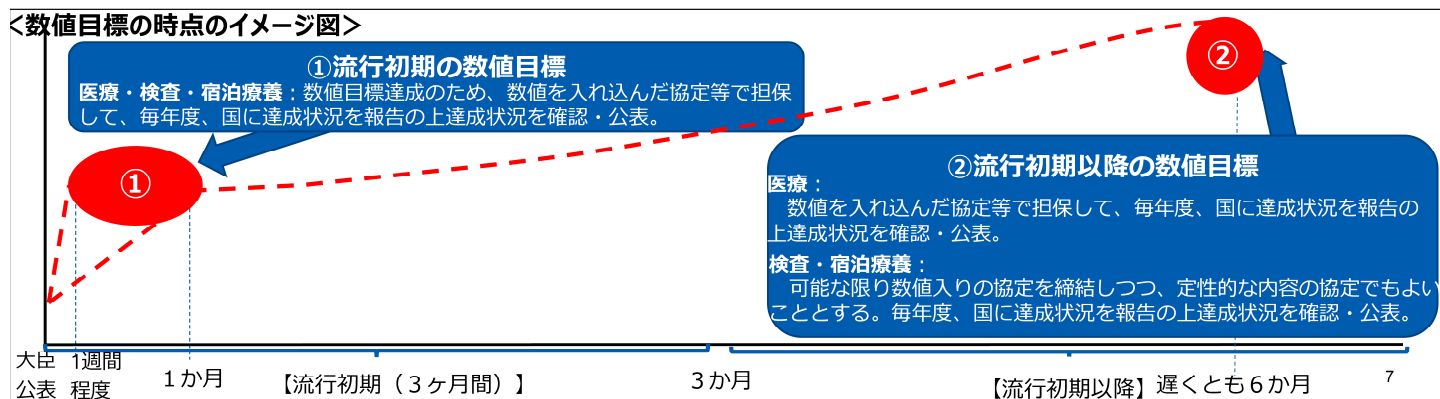 ＜数値目標の時点のイメージ図＞
①流行初期の数値目標
医療・検査・宿泊療養：数値目標達成のため、数値を入れ込んだ協定等で担保
して、毎年度、国に達成状況を報告の上達成状況を確認・公表。
①
②
②流行初期以降の数値目標
医療：
数値を入れ込んだ協定等で担保して、毎年度、国に達成状況を報告の
上達成状況を確認・公表。
検査・宿泊療養：
可能な限り数値入りの協定を締結しつつ、定性的な内容の協定でもよい
こととする。毎年度、国に達成状況を報告の上達成状況を確認・公表。
大臣
公表
1週間
程度
１か月
【流行初期（３ヶ月間）】
３か月
【流行初期以降】
遅くとも６か月
7